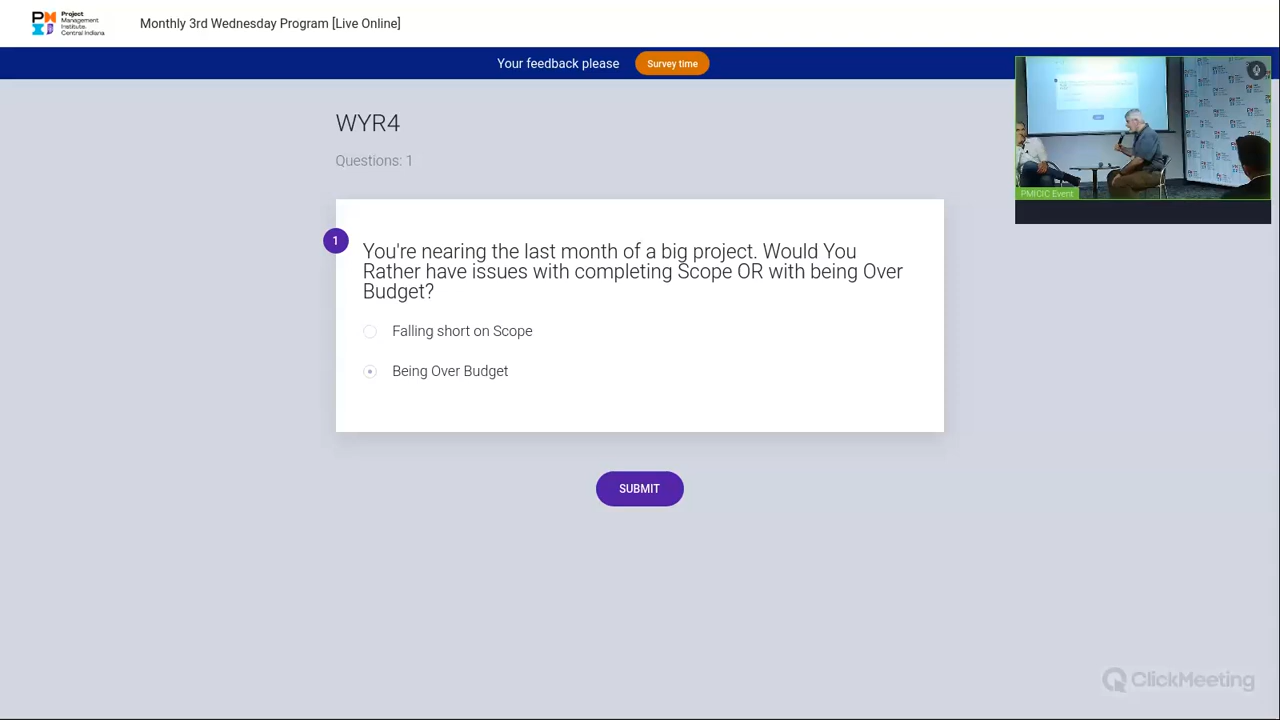 Project
Management
Institute.
Central Indiana
Monthly 3rd Wednesday Program [Live Online]
Your feedback please
Survey time
WYR4
Questions: 1
1
You're nearing the last month of a big project. Would You
Rather have issues with completing Scope OR with being Over
Budget?
Falling short on Scope
Being Over Budget
SUBMIT
PMICIC Event
ClickMeeting